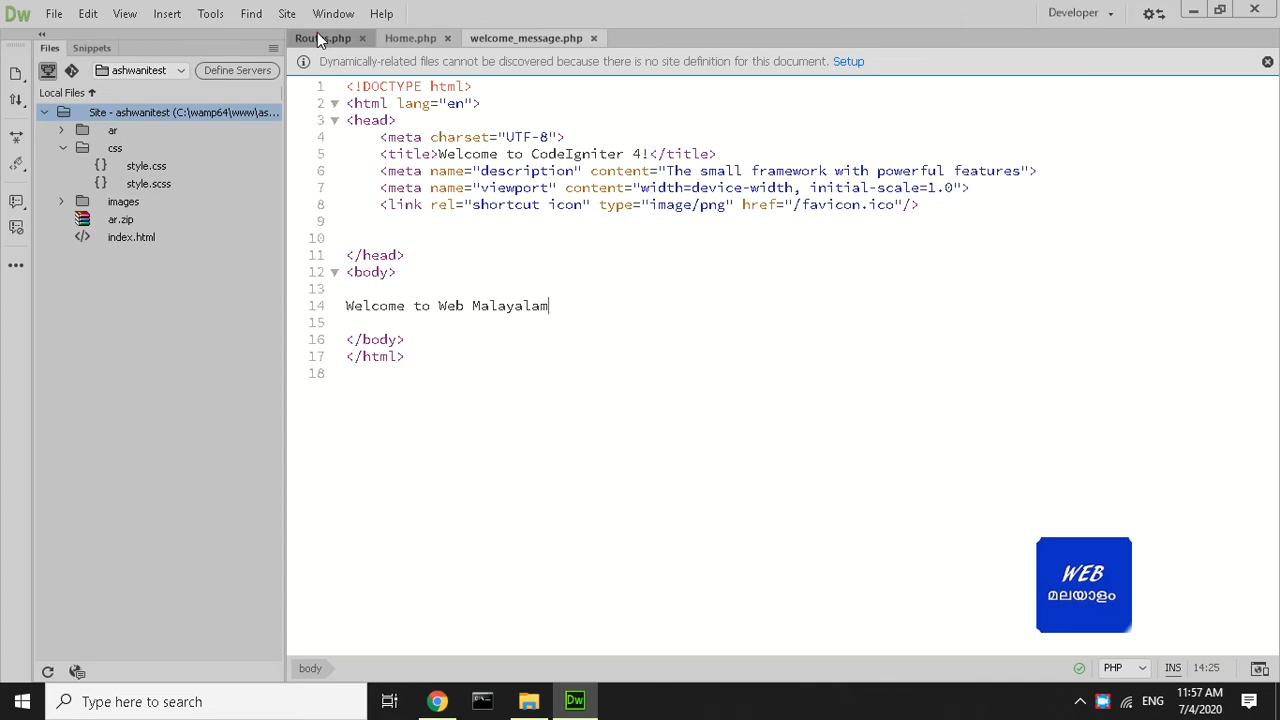 Dw File Edit View Insert Tools Find Site Window Help Developer
Files Snippets
ashwanitest Define Servers
Local Files
Site - ashwanitest (C:\wamp64\www\as...
ar
css
style.css
style.scss
images
ar.zip
index.html
Home.php welcome_message.php
Dynamically-related files cannot be discovered because there is no site definition for this document. Setup
1 <!DOCTYPE html>
2 <html lang="en">
3 <head>
4 <meta charset="UTF-8">
5 <title>Welcome to CodeIgniter 4!</title>
6 <meta name="description" content="The small framework with powerful features">
7 <meta name="viewport" content="width=device-width, initial-scale=1.0">
8 <link rel="shortcut icon" type="image/png" href="/favicon.ico"/>
9
10
11 </head>
12 <body>
13
14 Welcome to Web Malayalam
15
16 </body>
17 </html>
18
WEB
മലയാളം
body PHP INS 14:25
Type here to search Dw ENG
7/4/2020